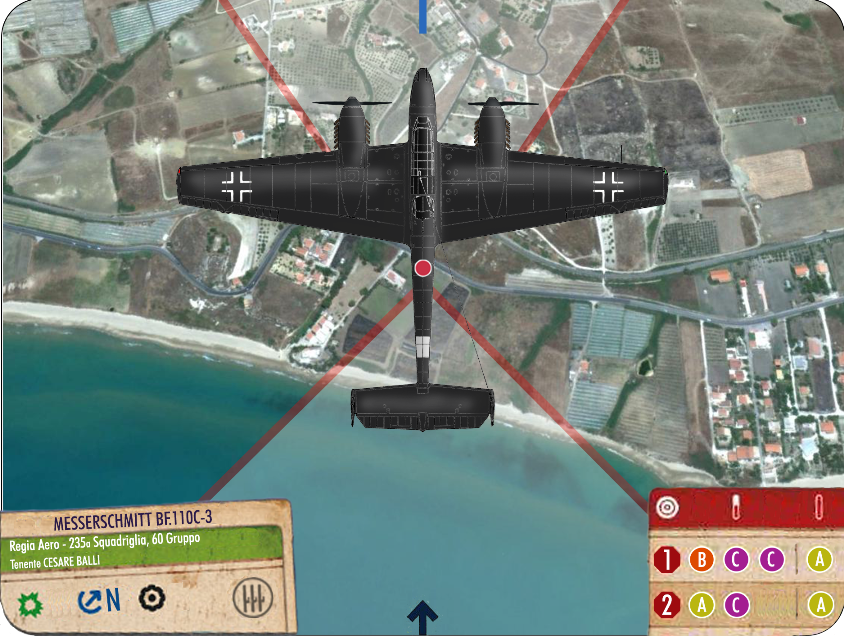 MESSERSCHMITT BF.110C-3
Regia Aero - 235a Squadriglia, 60 Gruppo
Tenente CESARE BALLI
N
1 B C C A
2 A C A